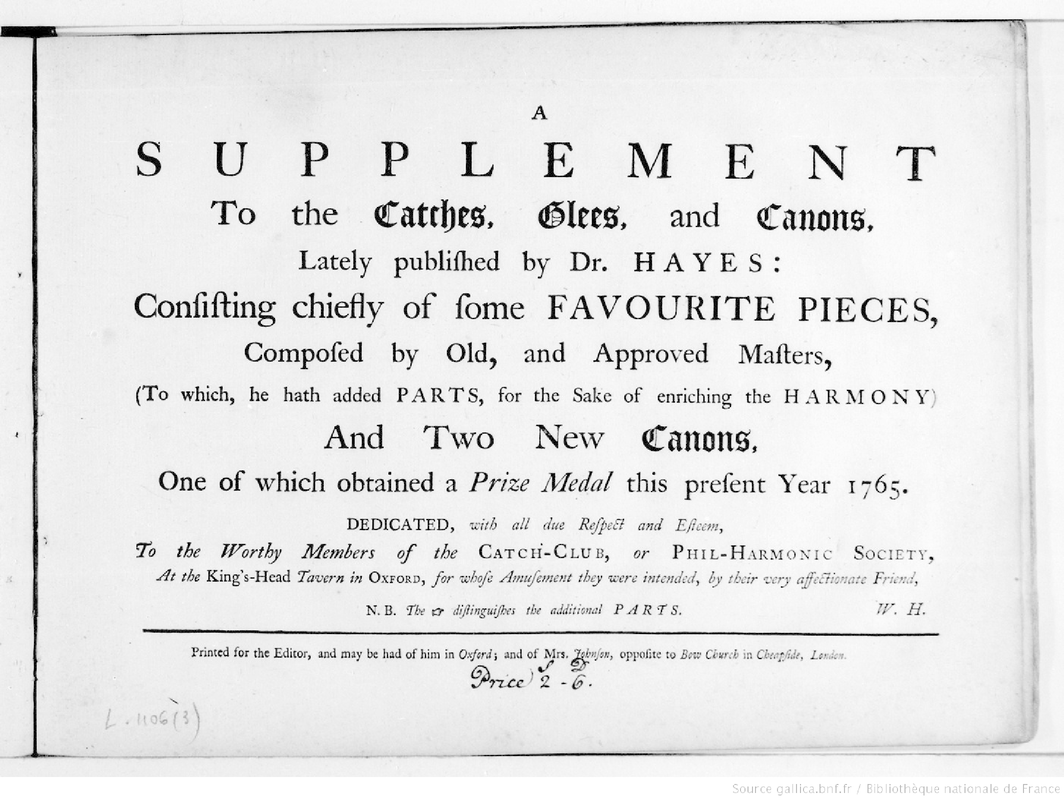 A
SUPPLEMENT
To the Catches, Glees, and Canons,
Lately publiſhed by Dr. HAYES:
Conſiſting chiefly of ſome FAVOURITE PIECES,
Compoſed by Old, and Approved Maſters,
(To which, he hath added PARTS, for the Sake of enriching the HARMONY)
And Two New Canons,
One of which obtained a Prize Medal this preſent Year 1765.
DEDICATED, with all due Reſpect and Eſteem,
To the Worthy Members of the CATCH-CLUB, or PHIL-HARMONIC SOCIETY,
At the King's-Head Tavern in OXFORD, for whoſe Amuſement they were intended, by their very affectionate Friend,
N. B. The ☞ diſtinguiſhes the additional PARTS. W. H.
Printed for the Editor, and may be had of him in Oxford; and of Mrs. Johnſon, oppoſite to Bow Church in Cheapſide, London.
S D
Price 2 - 6.
L. 1106 (3)
Source gallica.bnf.fr / Bibliothèque nationale de France